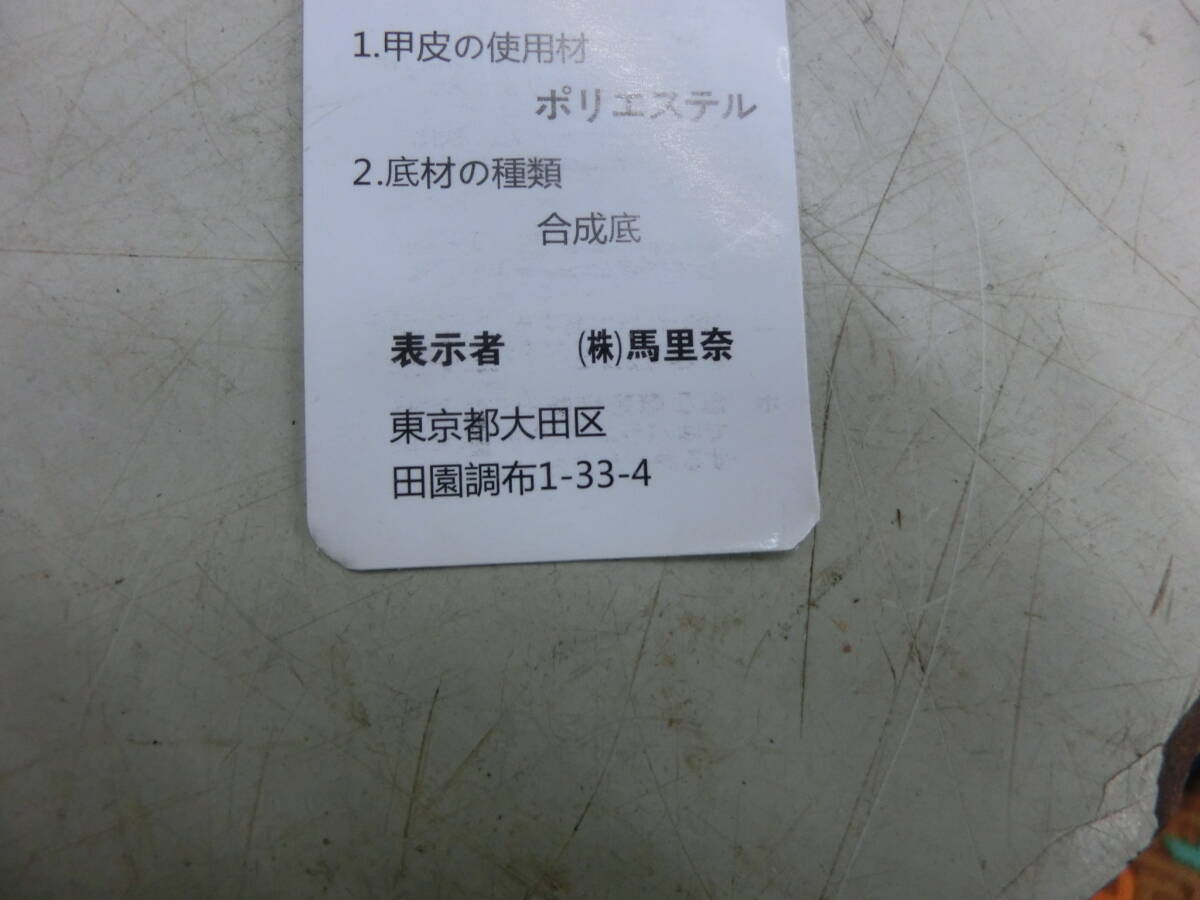 1.甲皮の使用材
ポリエステル
2.底材の種類
合成底
表示者　(株)馬里奈
東京都大田区
田園調布1-33-4